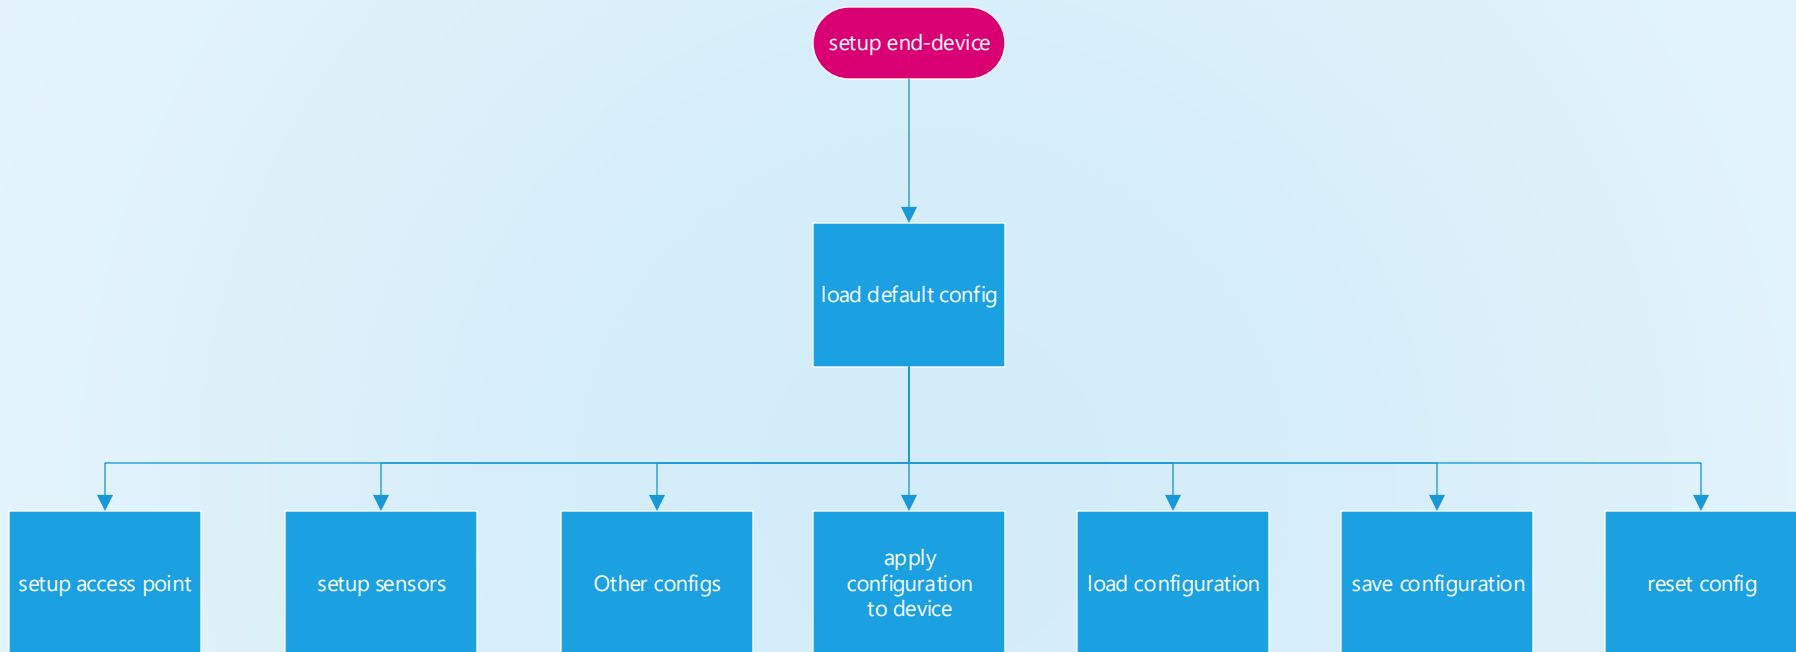 setup end-device
load default config
setup access point
setup sensors
Other configs
apply
configuration
to device
load configuration
save configuration
reset config